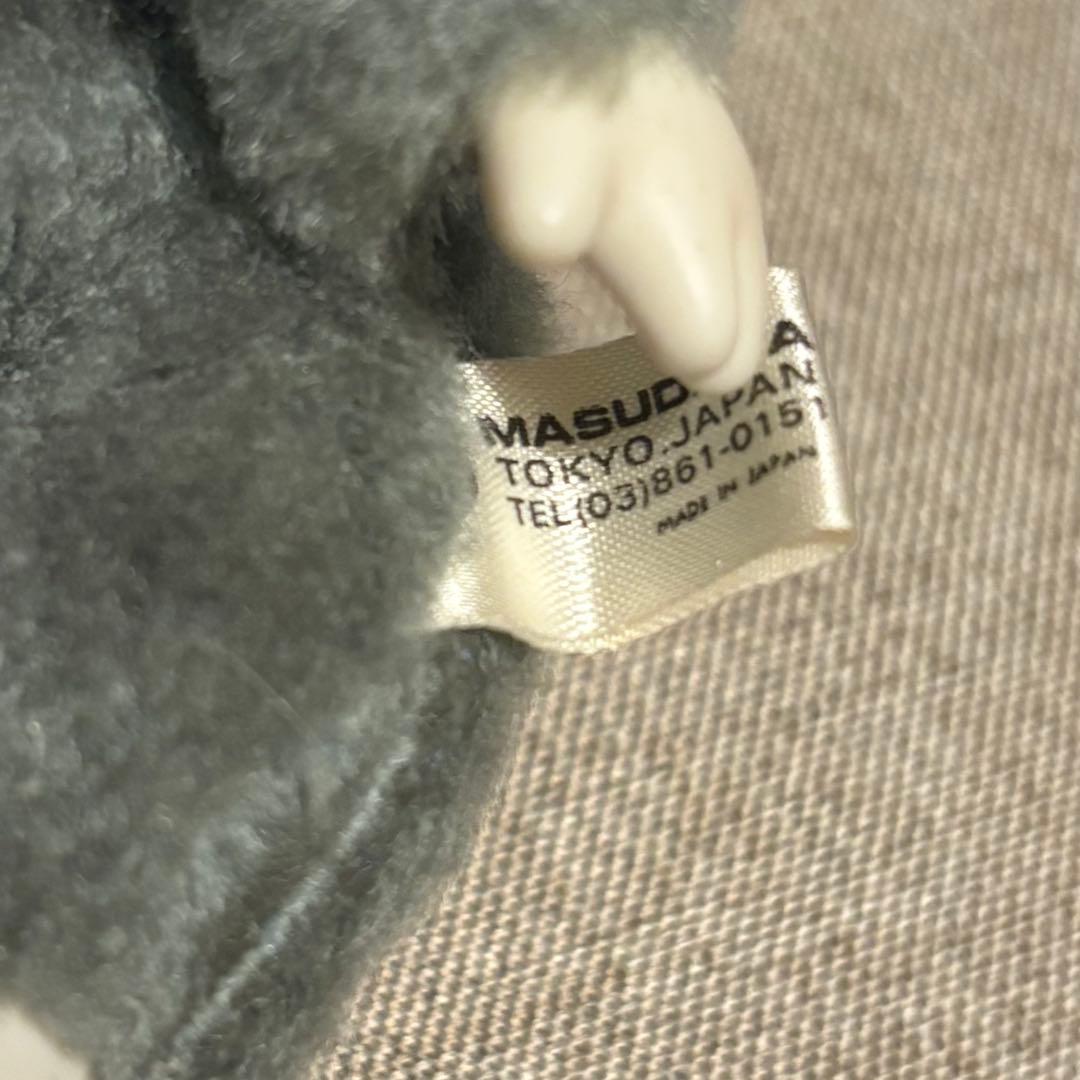 MASUD A
TOKYO.JAPAN
TEL(03)861-0151
MADE IN JAPAN